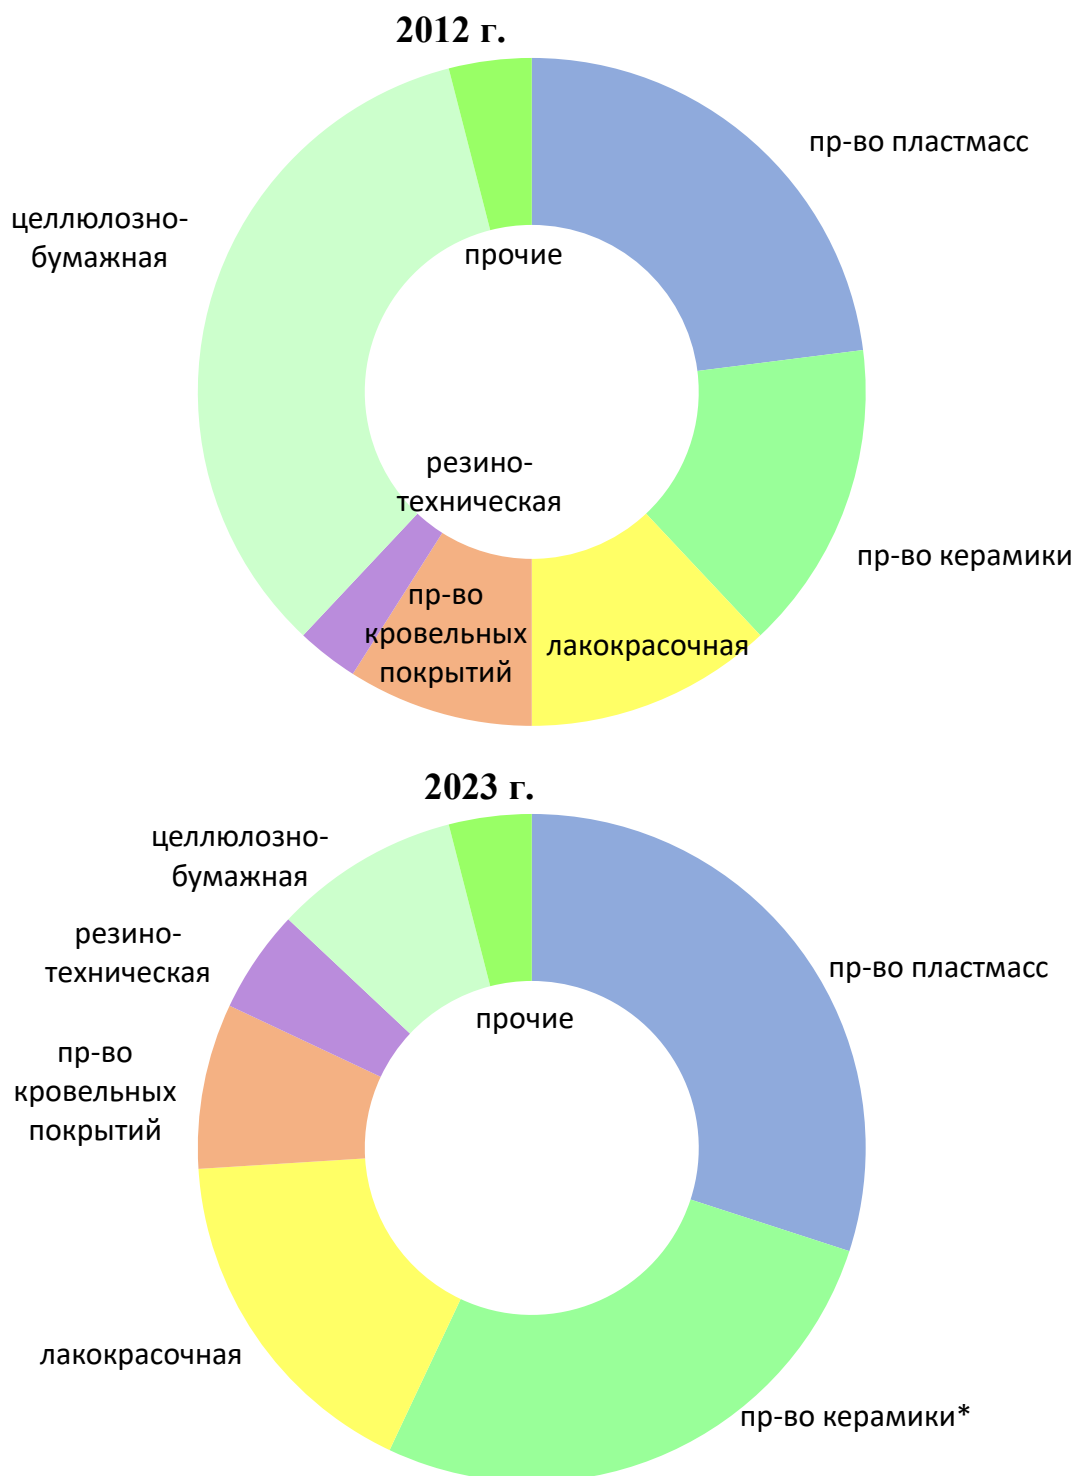 2012 г.
пр-во пластмасс
целлюлозно-
бумажная
прочие
резино-
техническая
пр-во керамики
пр-во
кровельных
покрытий
лакокрасочная
2023 г.
целлюлозно-
бумажная
резино-
техническая
пр-во пластмасс
прочие
пр-во
кровельных
покрытий
лакокрасочная
пр-во керамики*